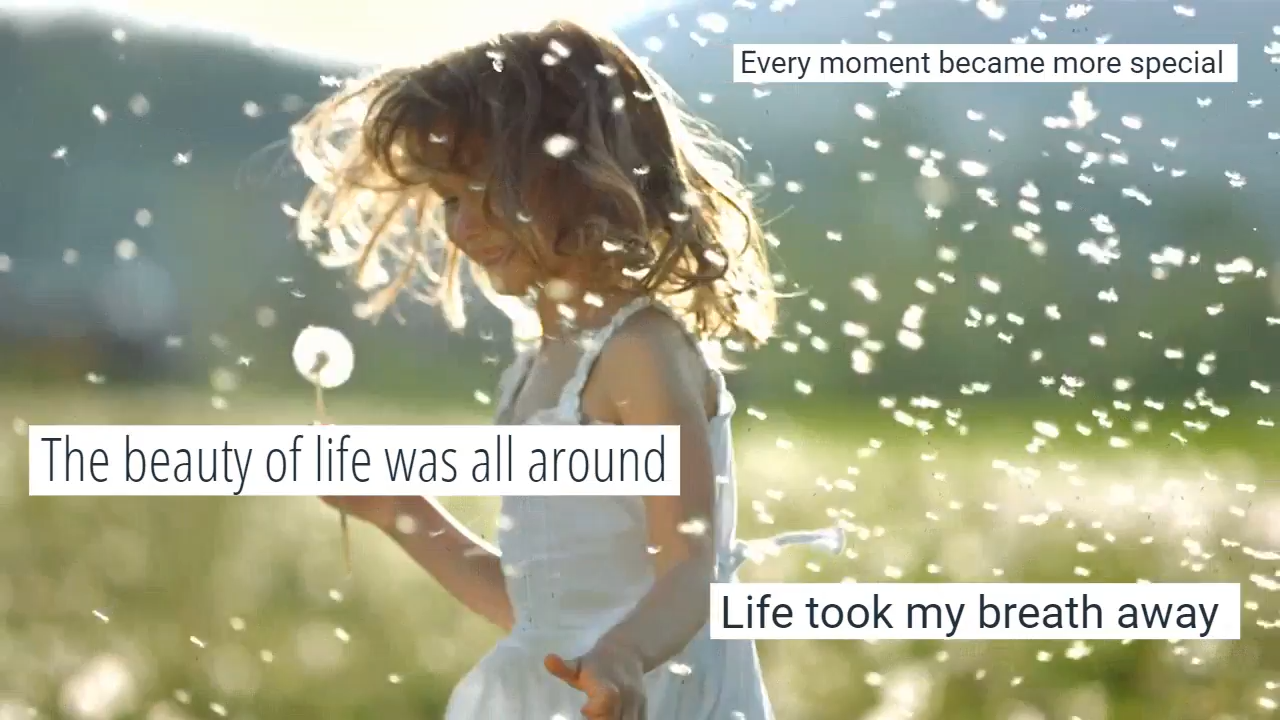 Every moment became more special
The beauty of life was all around
Life took my breath away